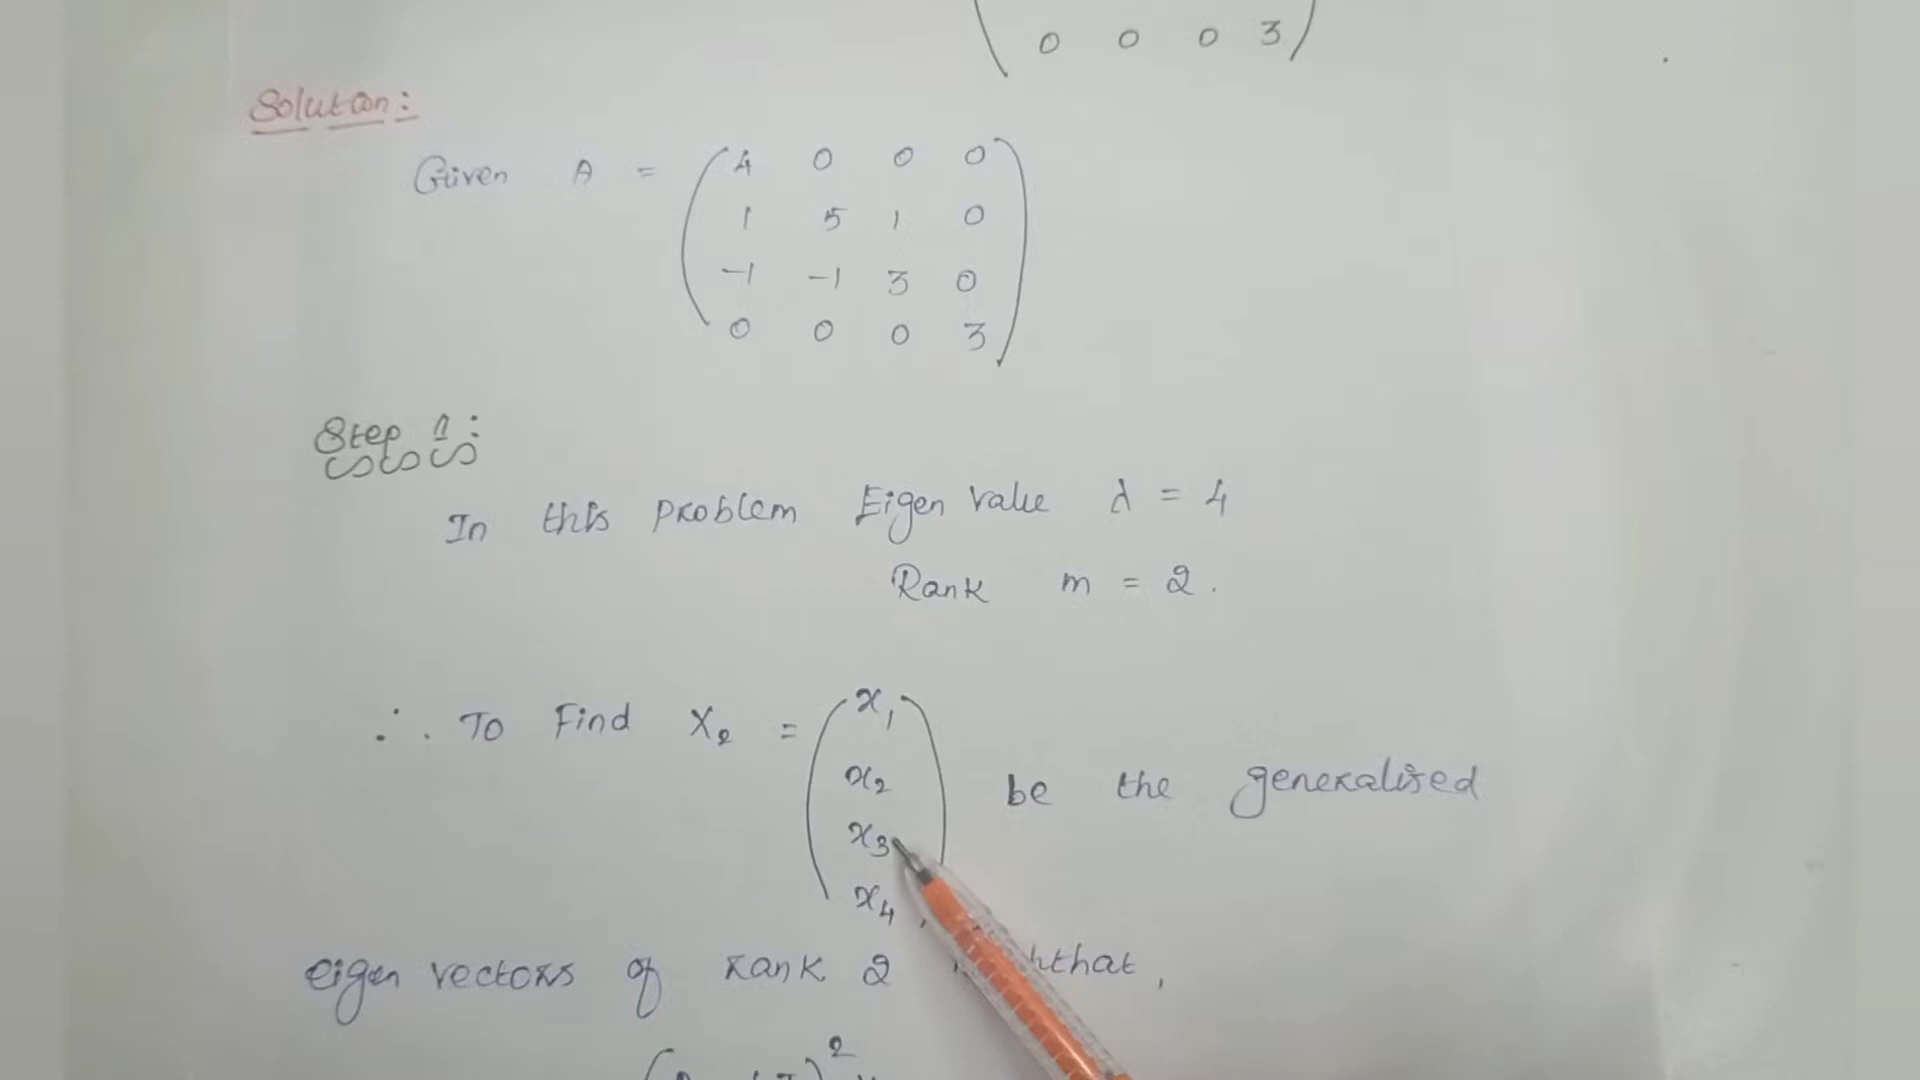 0 0 0 3
Solution:
Given A =
4 0 0 0
1 5 1 0
-1 -1 3 0
0 0 0 3
Step 1:
In this problem Eigen value λ = 4
Rank m = 2.
∴ To Find X₂ =
x₁
x₂
x₃
x₄,
be the generalised
eigen vectors of rank 2
that,
2